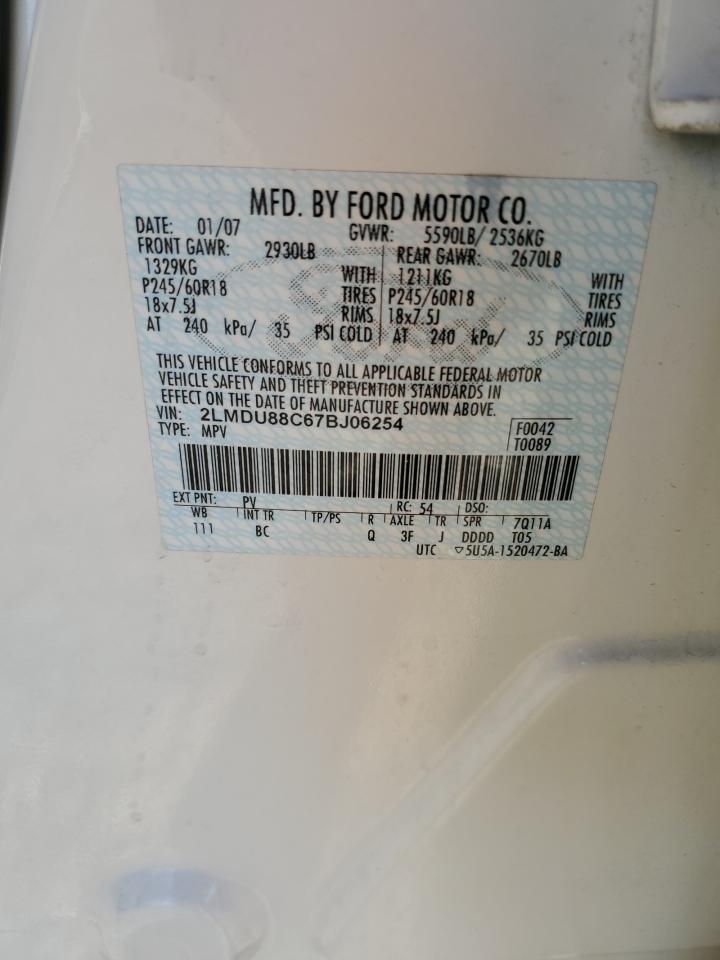 MFD. BY FORD MOTOR CO.
DATE: 01/07 GVWR: 5590LB/ 2536KG
FRONT GAWR: 2930LB REAR GAWR: 2670LB
1329KG WITH 1211KG WITH
P245/60R18 TIRES P245/60R18 TIRES
18x7.5J RIMS 18x7.5J RIMS
AT 240 kPa/ 35 PSI COLD AT 240 kPa/ 35 PSI COLD
Ford
THIS VEHICLE CONFORMS TO ALL APPLICABLE FEDERAL MOTOR
VEHICLE SAFETY AND THEFT PREVENTION STANDARDS IN
EFFECT ON THE DATE OF MANUFACTURE SHOWN ABOVE.
VIN: 2LMDU88C67BJ06254 F0042
TYPE: MPV T0089
EXT PNT: PV RC: 54 DSO:
WB INT TR TP/PS R AXLE TR SPR 7Q11A
111 BC Q 3F J DDDD T05
UTC ▽5U5A-1520472-BA